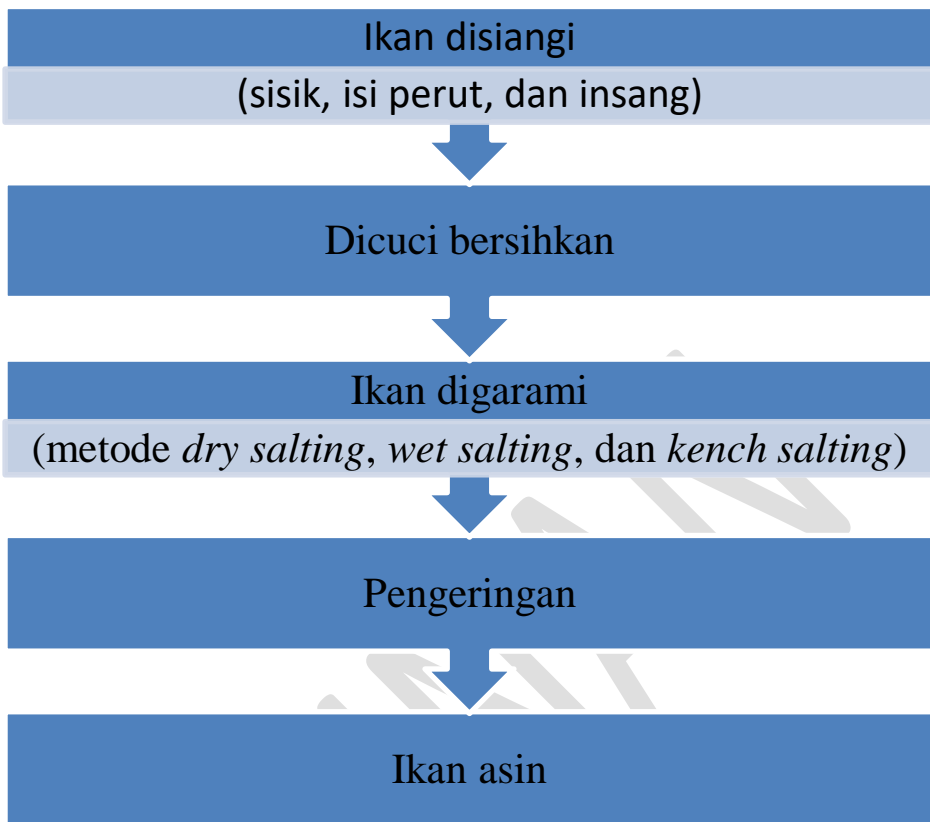 Ikan disiangi
(sisik, isi perut, dan insang)
Dicuci bersihkan
Ikan digarami
(metode dry salting, wet salting, dan kench salting)
Pengeringan
Ikan asin